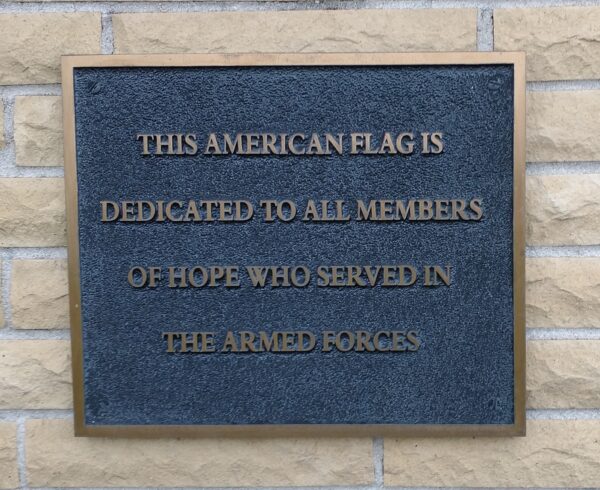 THIS AMERICAN FLAG IS
DEDICATED TO ALL MEMBERS
OF HOPE WHO SERVED IN
THE ARMED FORCES